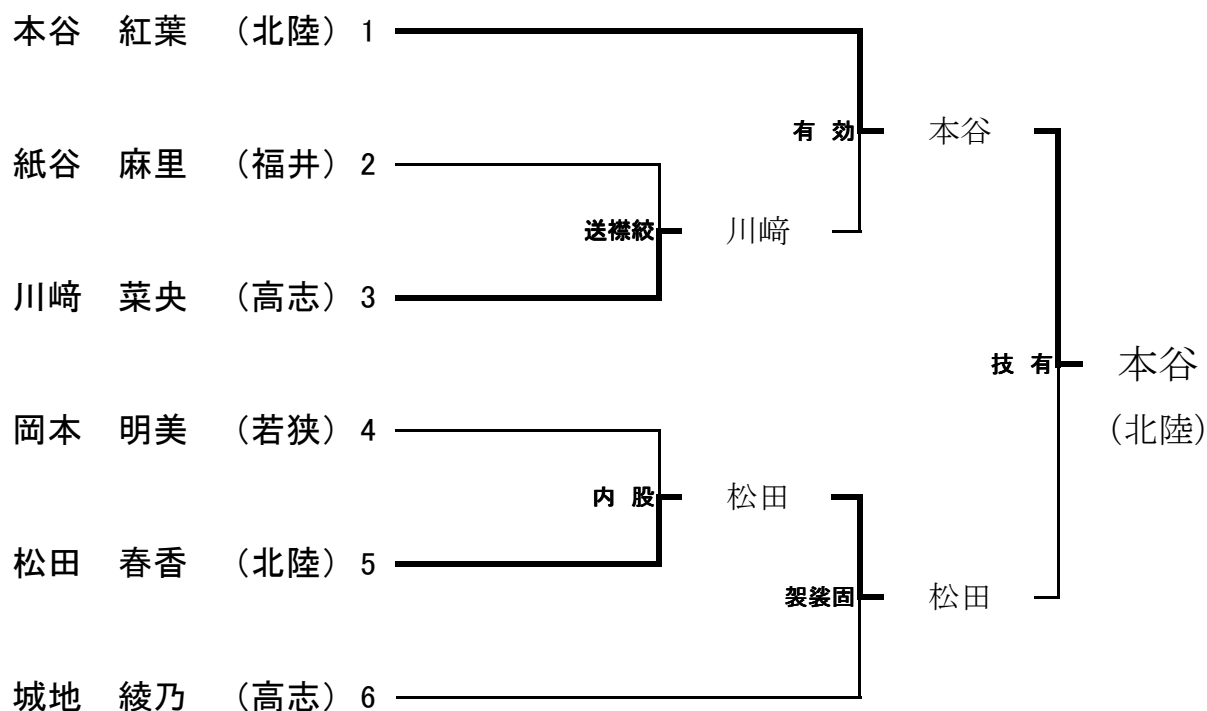 本谷　紅葉　（北陸） 1
有 効　本谷
紙谷　麻里　（福井） 2
送襟絞　川﨑
川﨑　菜央　（高志） 3
技 有　本谷
（北陸）
岡本　明美　（若狭） 4
内 股　松田
松田　春香　（北陸） 5
袈裟固　松田
城地　綾乃　（高志） 6